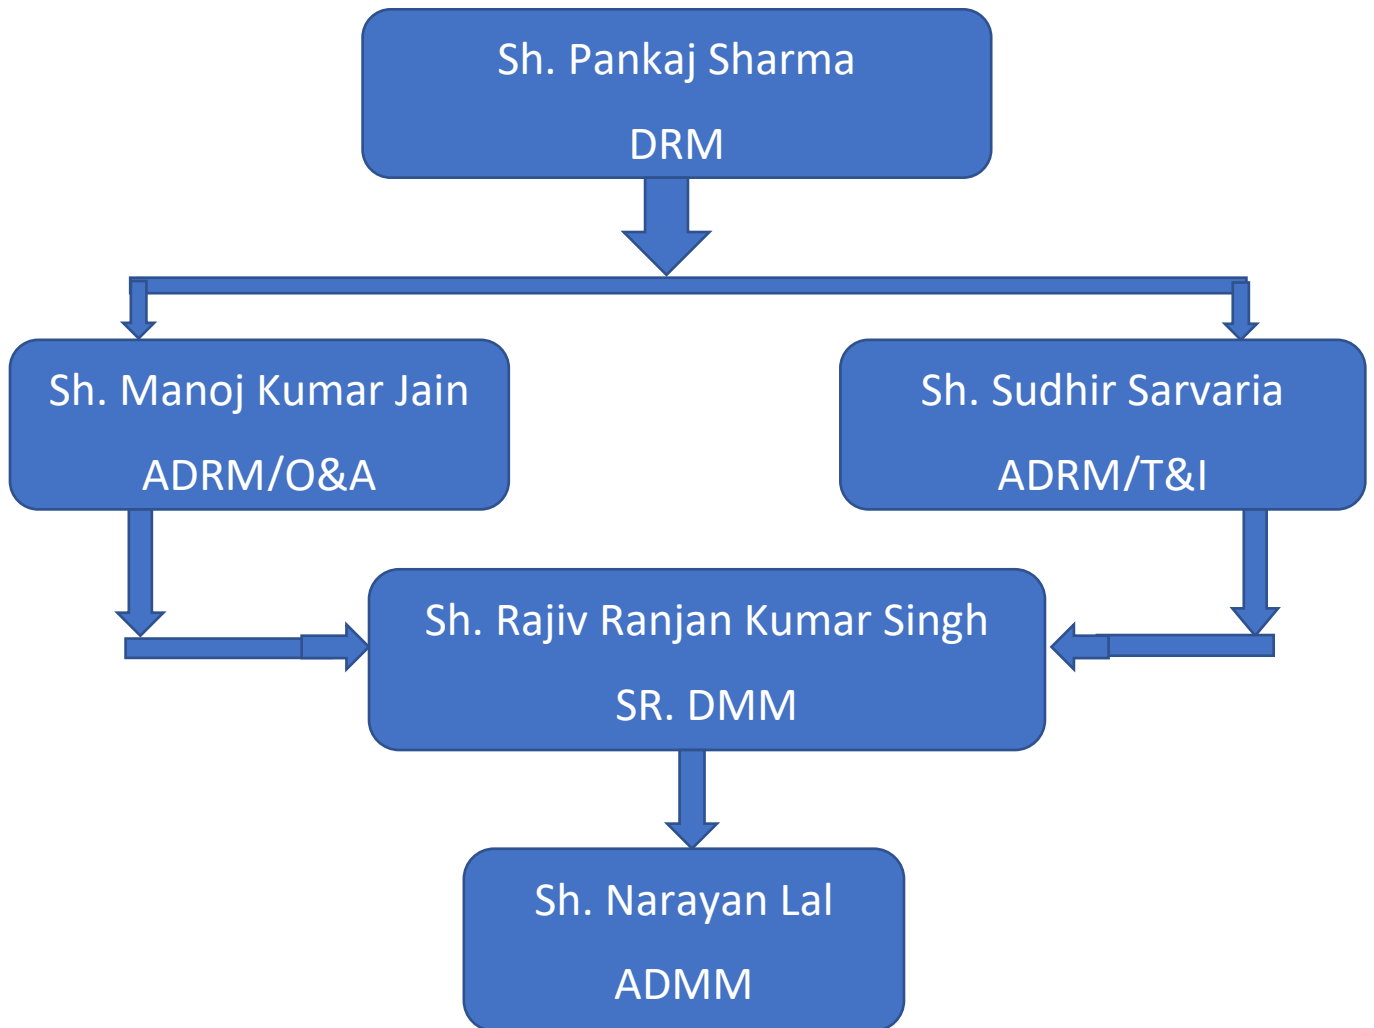 Sh. Pankaj Sharma
DRM
Sh. Manoj Kumar Jain
ADRM/O&A
Sh. Sudhir Sarvaria
ADRM/T&I
Sh. Rajiv Ranjan Kumar Singh
SR. DMM
Sh. Narayan Lal
ADMM